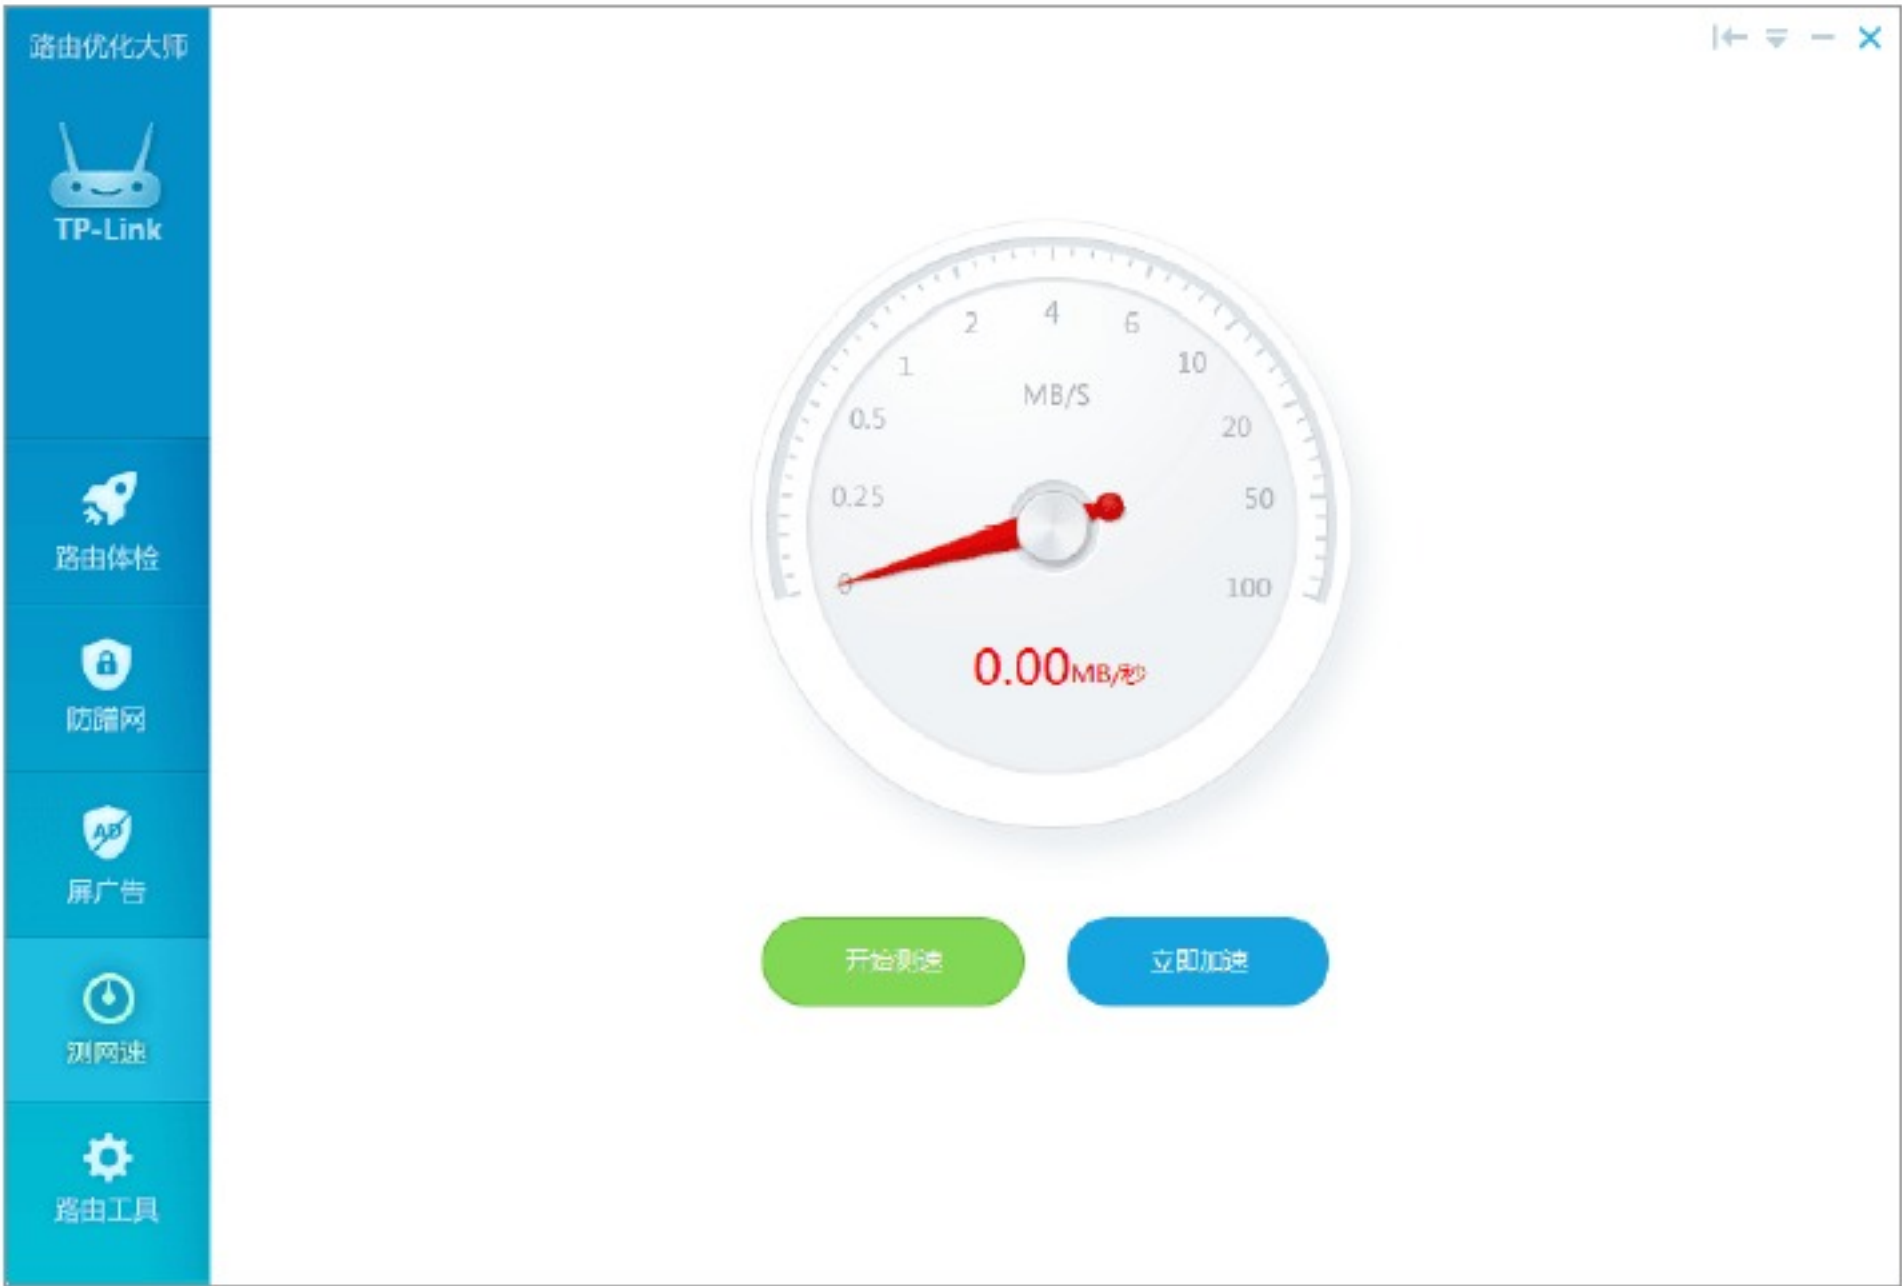 路由优化大师
TP-Link
路由体检
防蹭网
AD
屏广告
测网速
路由工具
0
0.25
0.5
1
2
4
6
10
20
50
100
MB/S
0.00MB/秒
开始测速
立即加速